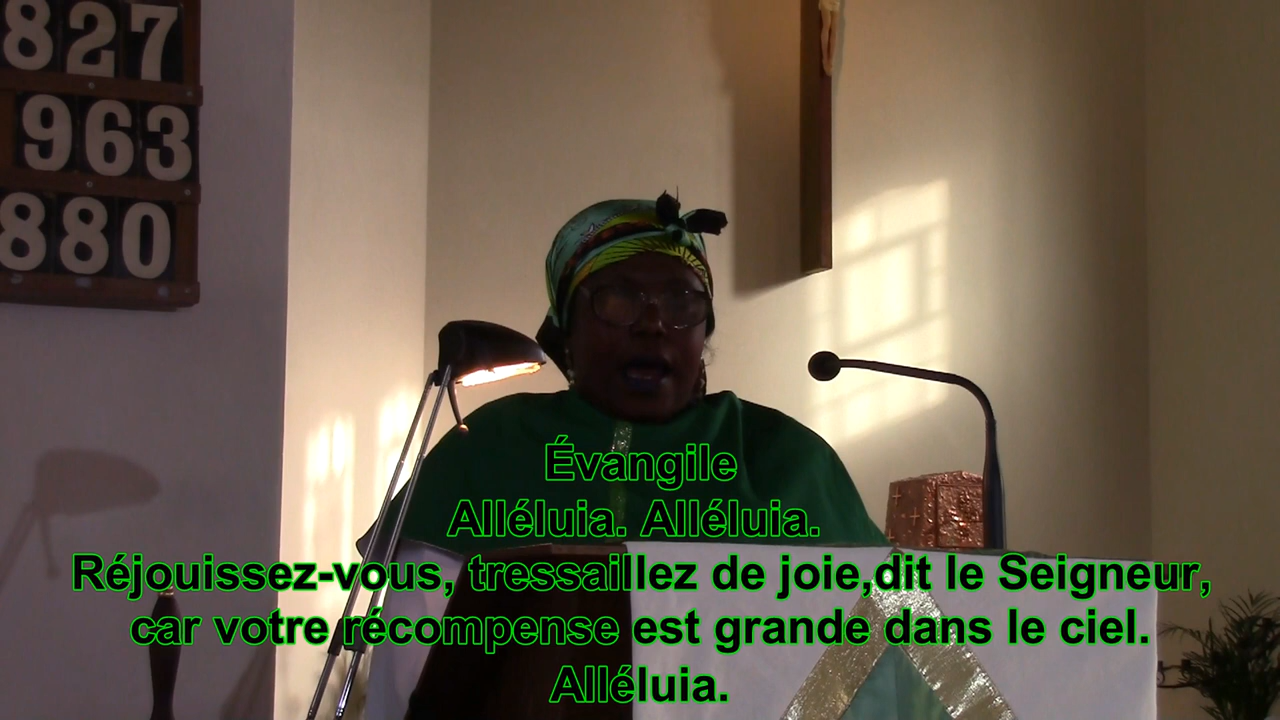 827
963
880
Évangile
Alléluia. Alléluia.
Réjouissez-vous, tressaillez de joie,dit le Seigneur,
car votre récompense est grande dans le ciel.
Alléluia.